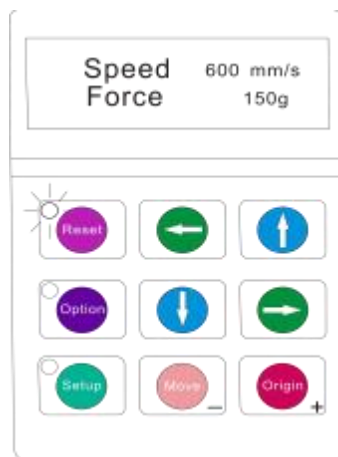 Speed 600 mm/s
Force 150g
Reset
Option
Setup Move − Origin +